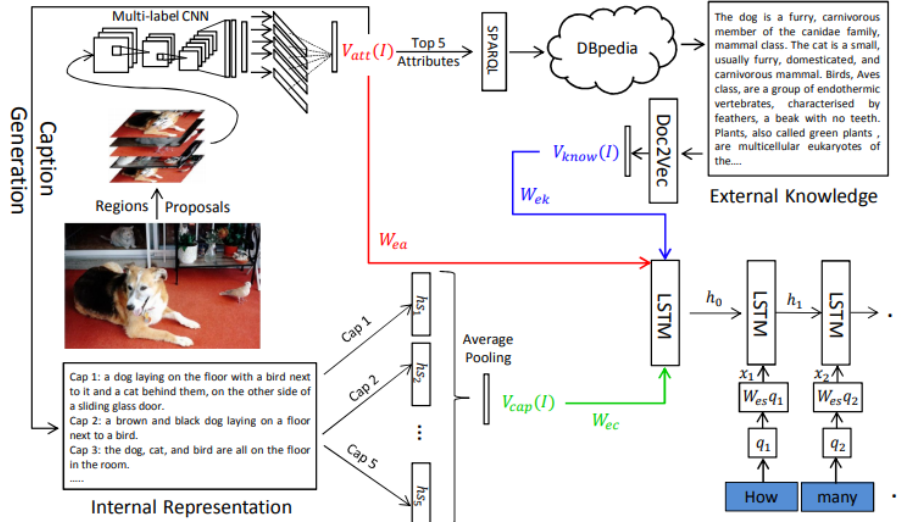 Multi-label CNN
V_att(I)
Top 5
Attributes
SPARQL
DBpedia
The dog is a furry, carnivorous
member of the canidae family,
mammal class. The cat is a small,
usually furry, domesticated, and
carnivorous mammal. Birds, Aves
class, are a group of endothermic
vertebrates, characterised by
feathers, a beak with no teeth.
Plants, also called green plants ,
are multicellular eukaryotes of
the....
External Knowledge
Doc2Vec
V_know(I)
W_ek
W_ea
Caption
Generation
Regions Proposals
Cap 1: a dog laying on the floor with a bird next
to it and a cat behind them, on the other side of
a sliding glass door.
Cap 2: a brown and black dog laying on a floor
next to a bird.
Cap 3: the dog, cat, and bird are all on the floor
in the room.
.....
Internal Representation
Cap 1
Cap 2
Cap 5
hs_1
hs_2
...
hs_5
Average
Pooling
V_cap(I)
W_ec
LSTM
h_0
LSTM
h_1
LSTM
x_1
x_2
W_es q_1
W_es q_2
q_1
q_2
How
many